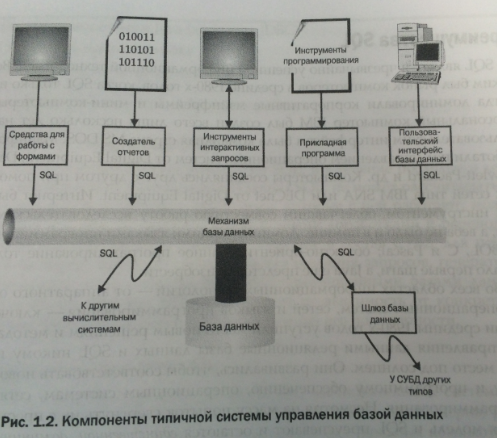 010011
110101
101110
Инструменты
программирования
Средства для
работы с
формами
Создатель
отчетов
Инструменты
интерактивных
запросов
Прикладная
программа
Пользова-
тельский
интерфейс
базы данных
SQL
SQL
SQL
SQL
SQL
Механизм
базы данных
SQL
SQL
К другим
вычислительным
системам
База данных
Шлюз базы
данных
У СУБД других
типов
Рис. 1.2. Компоненты типичной системы управления базой данных